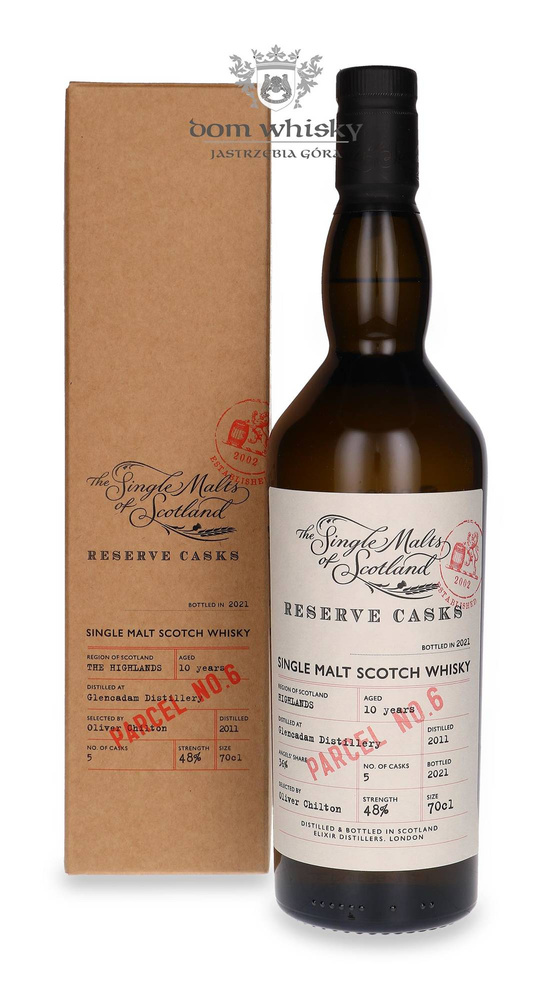 dom whisky
JASTRZĘBIA GÓRA
2002
ESTABLISHED
The Single Malts
of Scotland
RESERVE CASKS
BOTTLED IN 2021
SINGLE MALT SCOTCH WHISKY
REGION OF SCOTLAND
THE HIGHLANDS
AGED
10 years
DISTILLED AT
Glencadam Distillery
PARCEL NO.6
SELECTED BY
Oliver Chilton
DISTILLED
2011
NO. OF CASKS
5
STRENGTH
48%
SIZE
70cl
The Single Malts
of Scotland
2002
ESTABLISHED
RESERVE CASKS
BOTTLED IN 2021
SINGLE MALT SCOTCH WHISKY
REGION OF SCOTLAND
HIGHLANDS
AGED
10 years
DISTILLED AT
Glencadam Distillery
PARCEL NO.6
DISTILLED
2011
ANGELS' SHARE
NO. OF CASKS
5
BOTTLED
2021
SELECTED BY
Oliver Chilton
STRENGTH
48%
SIZE
70cl
DISTILLED & BOTTLED IN SCOTLAND
ELIXIR DISTILLERS, LONDON